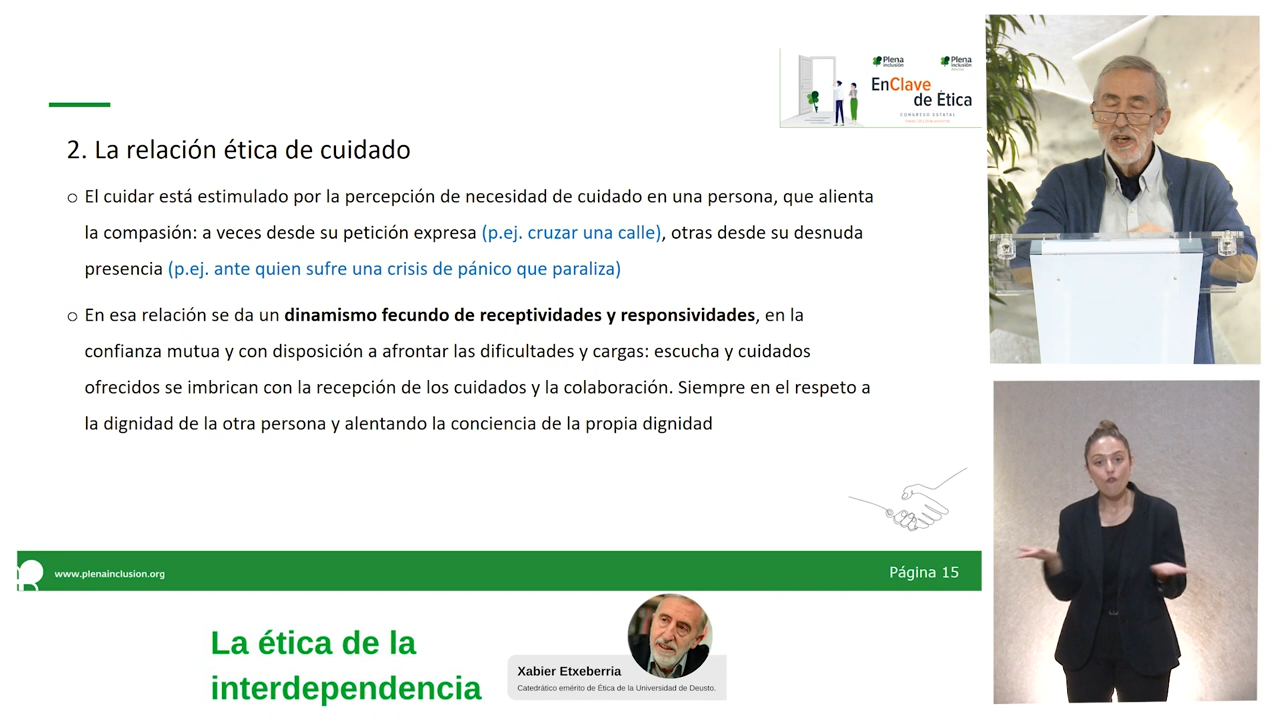 Plena
inclusión
Plena
inclusión
EnClave
de Ética
CONGRESO ESTATAL
2. La relación ética de cuidado
○ El cuidar está estimulado por la percepción de necesidad de cuidado en una persona, que alienta
la compasión: a veces desde su petición expresa (p.ej. cruzar una calle), otras desde su desnuda
presencia (p.ej. ante quien sufre una crisis de pánico que paraliza)
○ En esa relación se da un dinamismo fecundo de receptividades y responsividades, en la
confianza mutua y con disposición a afrontar las dificultades y cargas: escucha y cuidados
ofrecidos se imbrican con la recepción de los cuidados y la colaboración. Siempre en el respeto a
la dignidad de la otra persona y alentando la conciencia de la propia dignidad
www.plenainclusion.org
Página 15
La ética de la
interdependencia
Xabier Etxeberria
Catedrático emérito de Ética de la Universidad de Deusto.